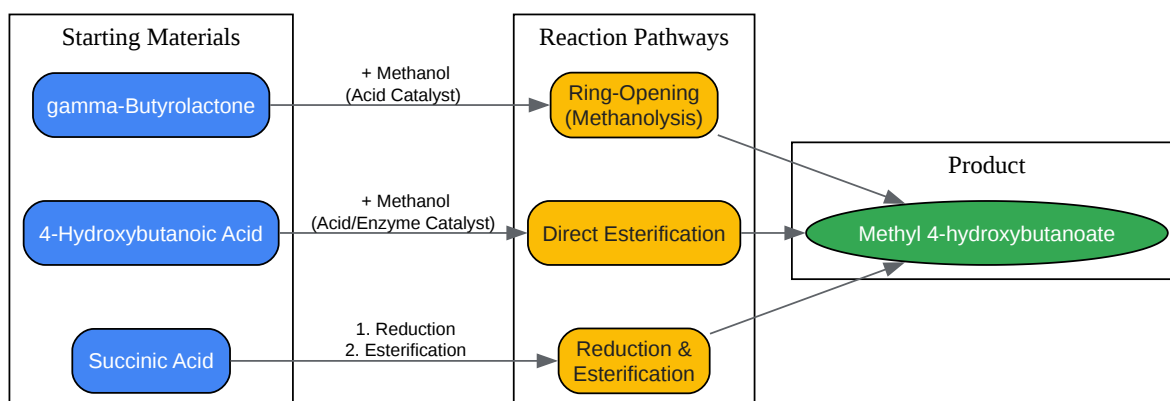 Starting Materials
Reaction Pathways
gamma-Butyrolactone
+ Methanol
(Acid Catalyst)
Ring-Opening
(Methanolysis)
Product
4-Hydroxybutanoic Acid
+ Methanol
(Acid/Enzyme Catalyst)
Direct Esterification
Methyl 4-hydroxybutanoate
Succinic Acid
1. Reduction
2. Esterification
Reduction &
Esterification